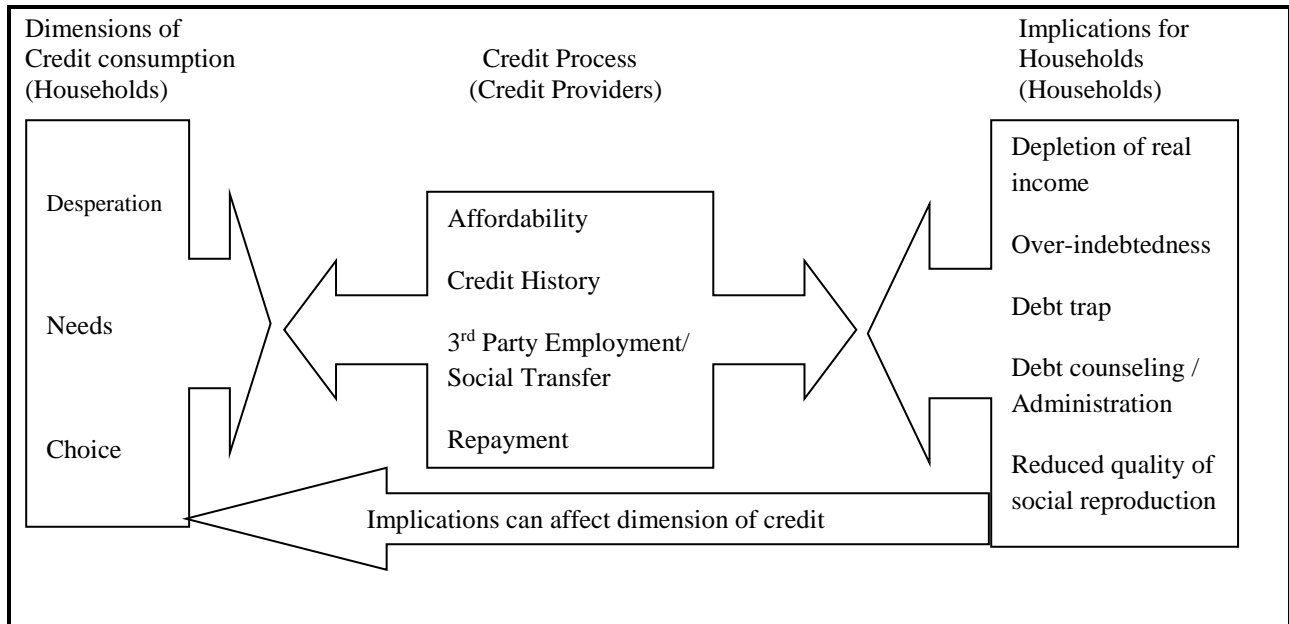 Dimensions of
Credit consumption
(Households)
Credit Process
(Credit Providers)
Implications for
Households
(Households)
Desperation
Needs
Choice
Affordability
Credit History
3rd Party Employment/
Social Transfer
Repayment
Depletion of real
income
Over-indebtedness
Debt trap
Debt counseling /
Administration
Reduced quality of
social reproduction
Implications can affect dimension of credit